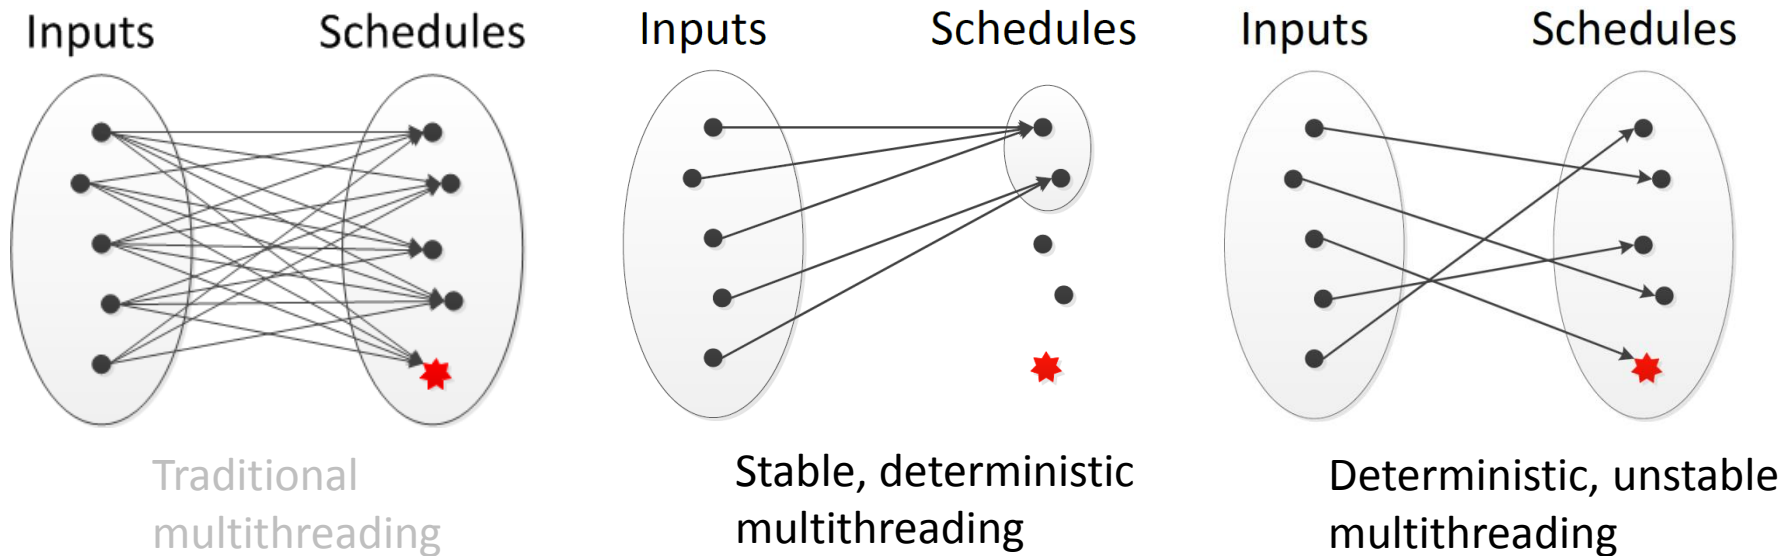 Inputs
Schedules
Inputs
Schedules
Inputs
Schedules
Traditional
multithreading
Stable, deterministic
multithreading
Deterministic, unstable
multithreading